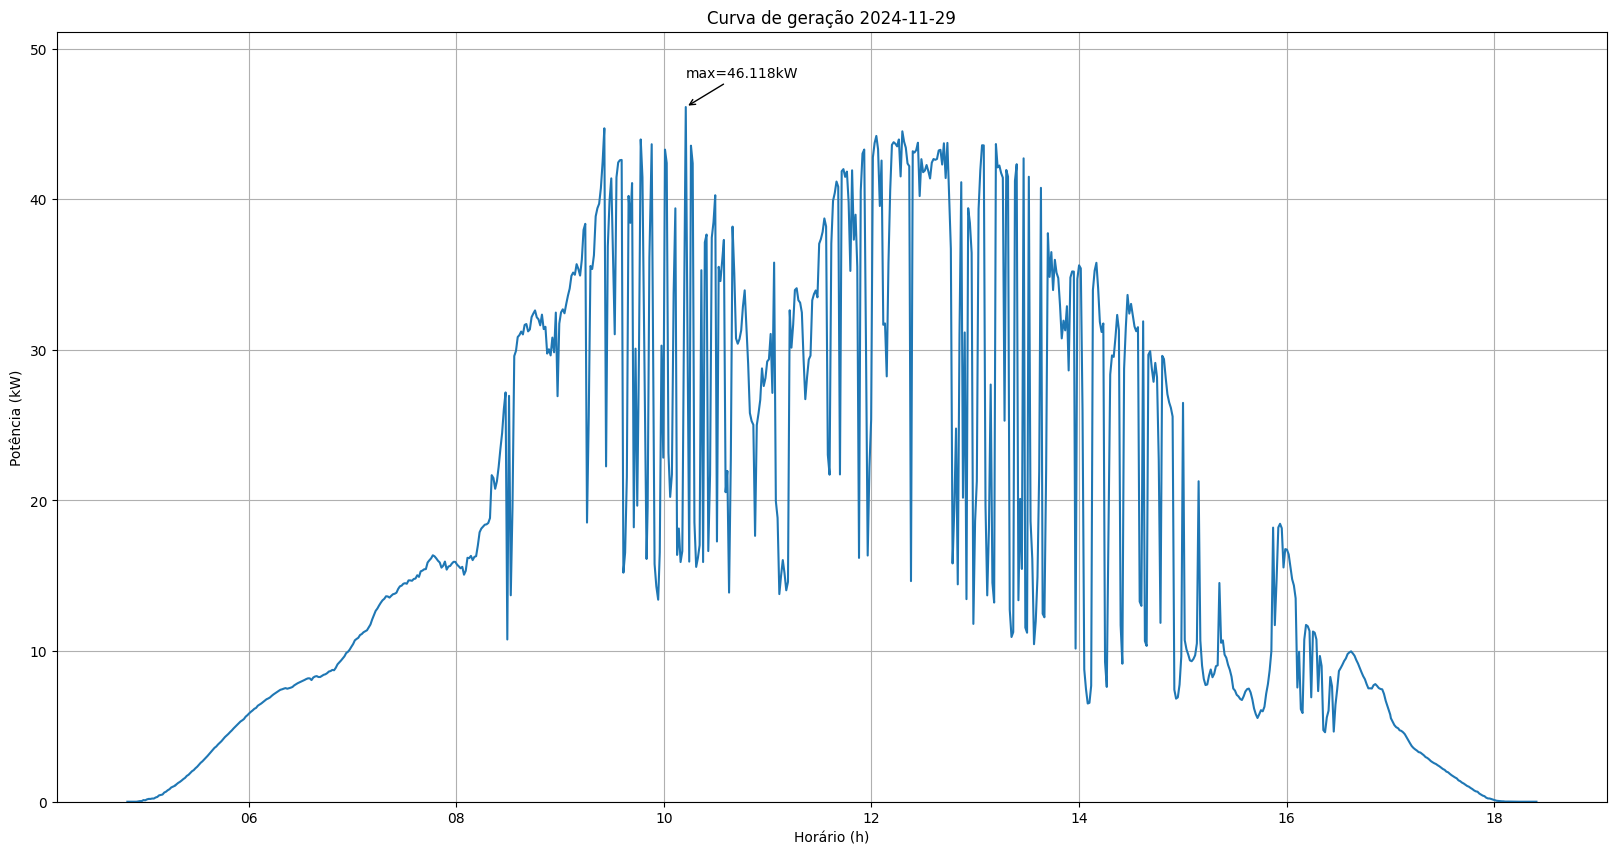 Curva de geração 2024-11-29
50
max=46.118kW
40
30
Potência (kW)
20
10
0
06 08 10 12 14 16 18
Horário (h)